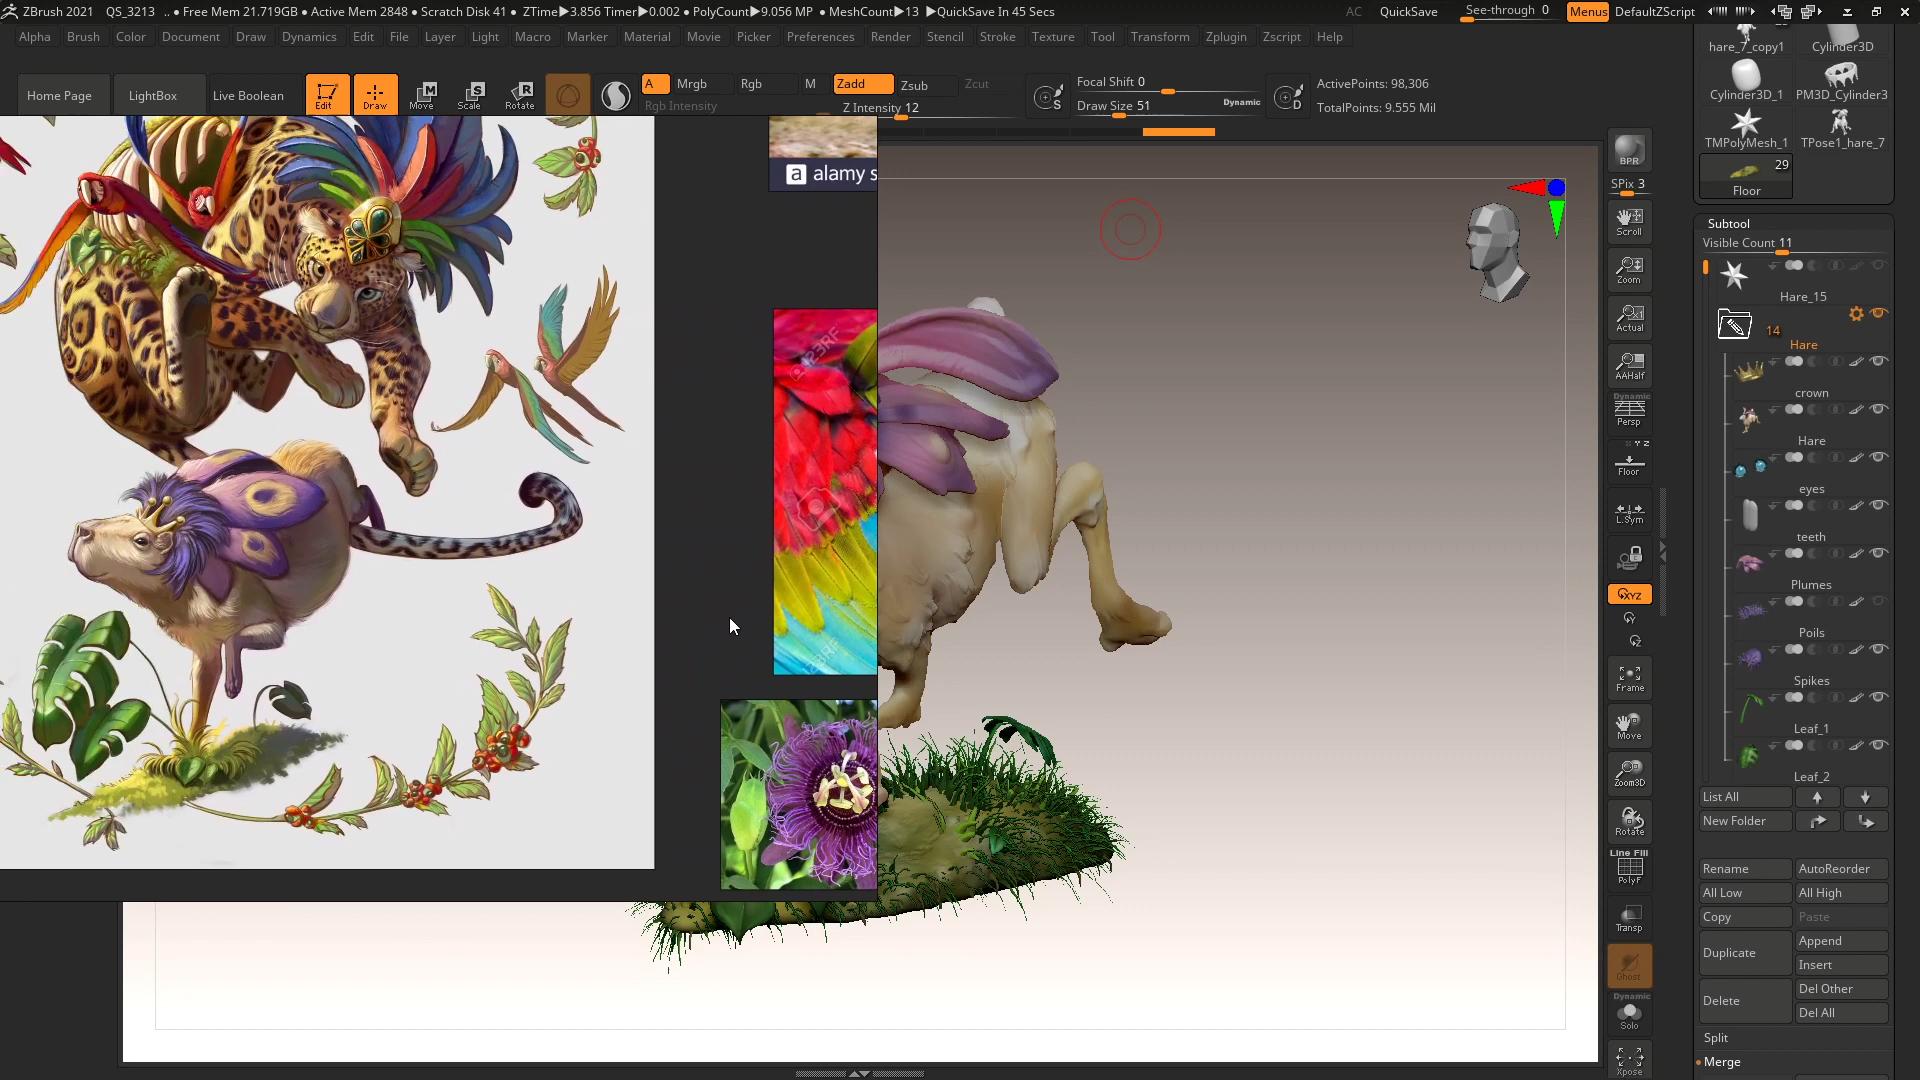 ZBrush 2021 QS_3213 .. ● Free Mem 21.719GB ● Active Mem 2848 ● Scratch Disk 41 ● ZTime▶3.856 Timer▶0.002 ● PolyCount▶9.056 MP ● MeshCount▶13 ▶QuickSave In 45 Secs AC QuickSave See-through 0 Menus DefaultZScript
Alpha Brush Color Document Draw Dynamics Edit File Layer Light Macro Marker Material Movie Picker Preferences Render Stencil Stroke Texture Tool Transform Zplugin Zscript Help
Home Page LightBox Live Boolean Edit Draw Move Scale Rotate
M S R
A Mrgb Rgb M Zadd Zsub Zcut
Rgb Intensity Z Intensity 12
S Focal Shift 0
Draw Size 51 Dynamic
D ActivePoints: 98,306
TotalPoints: 9.555 Mil
a alamy s
123RF
123RF
BPR
SPix 3
Scroll
Zoom
Actual
AAHalf
Dynamic
Persp
X Y Z
Floor
L.Sym
XYZ
Y
Z
Frame
Move
Zoom3D
Rotate
Line Fill
PolyF
Transp
Ghost
Dynamic
Solo
Xpose
hare_7_copy1 Cylinder3D
Cylinder3D_1 PM3D_Cylinder3
TMPolyMesh_1 TPose1_hare_7
29
Floor
Subtool
Visible Count 11
Hare_15
14
Hare
crown
Hare
eyes
teeth
Plumes
Poils
Spikes
Leaf_1
Leaf_2
List All
New Folder
Rename AutoReorder
All Low All High
Copy Paste
Duplicate Append
Insert
Delete Del Other
Del All
Split
Merge